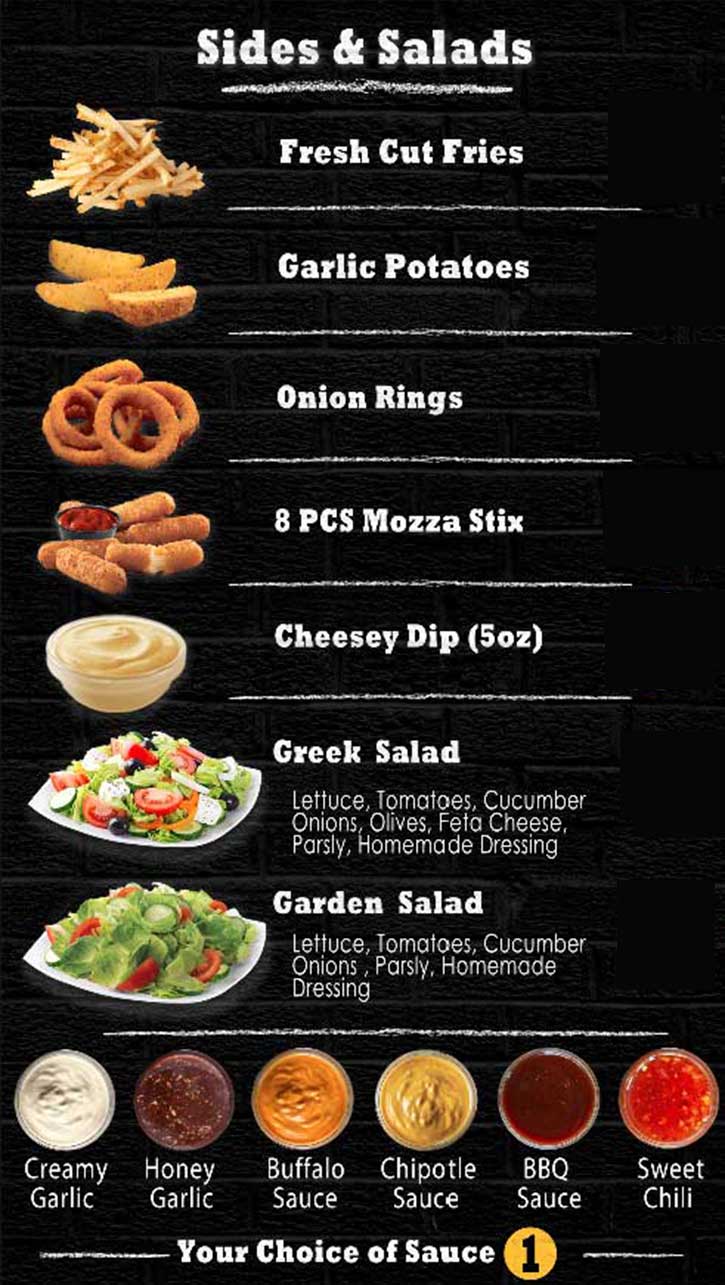 Sides & Salads
Fresh Cut Fries
Garlic Potatoes
Onion Rings
8 PCS Mozza Stix
Cheesey Dip (5oz)
Greek Salad
Lettuce, Tomatoes, Cucumber
Onions, Olives, Feta Cheese,
Parsly, Homemade Dressing
Garden Salad
Lettuce, Tomatoes, Cucumber
Onions , Parsly, Homemade
Dressing
Creamy Garlic
Honey Garlic
Buffalo Sauce
Chipotle Sauce
BBQ Sauce
Sweet Chili
Your Choice of Sauce 1